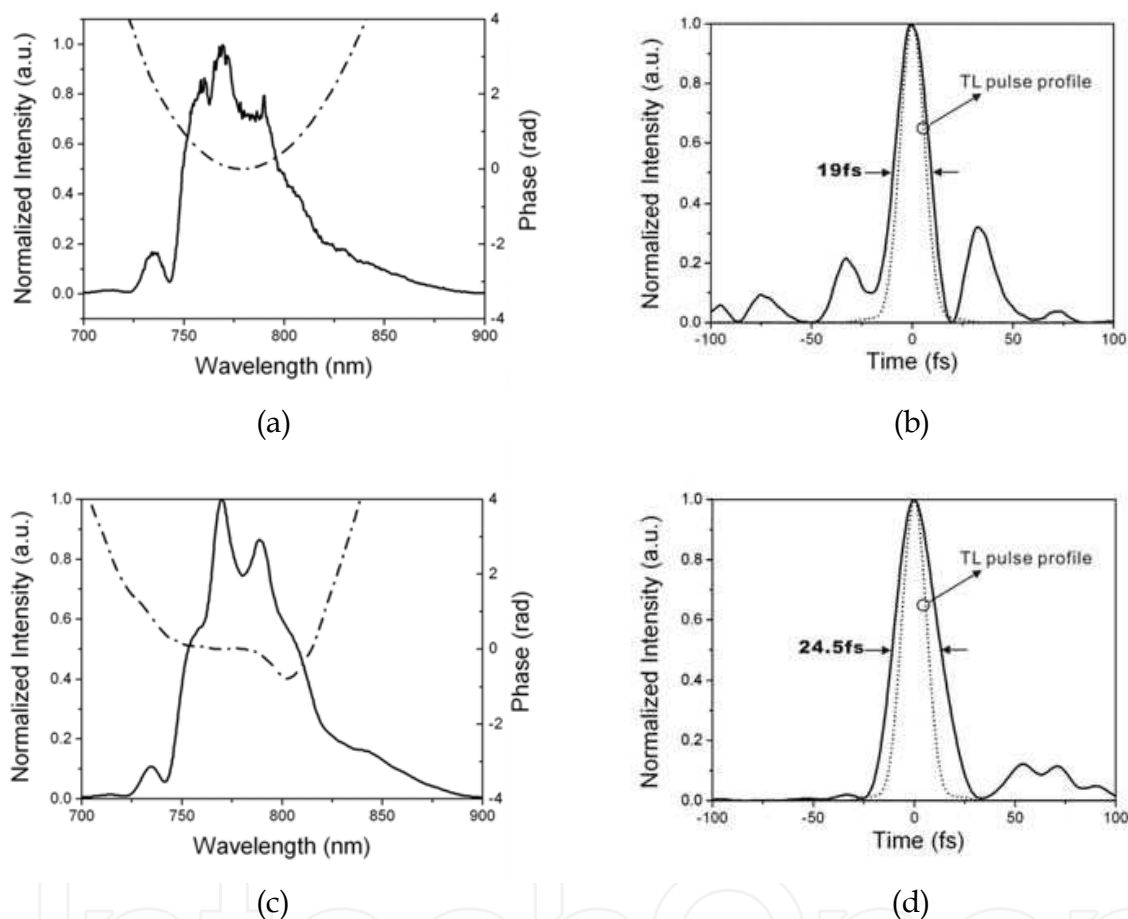 Normalized Intensity (a.u.)
1.0
0.8
0.6
0.4
0.2
0.0
700 750 800 850 900
Wavelength (nm)
4
2
0
-2
-4
Phase (rad)
(a)
Normalized Intensity (a.u.)
1.0
0.8
0.6
0.4
0.2
0.0
-100 -50 0 50 100
Time (fs)
TL pulse profile
19fs
(b)
Normalized Intensity (a.u.)
1.0
0.8
0.6
0.4
0.2
0.0
700 750 800 850 900
Wavelength (nm)
4
2
0
-2
-4
Phase (rad)
(c)
Normalized Intensity (a.u.)
1.0
0.8
0.6
0.4
0.2
0.0
-100 -50 0 50 100
Time (fs)
TL pulse profile
24.5fs
(d)